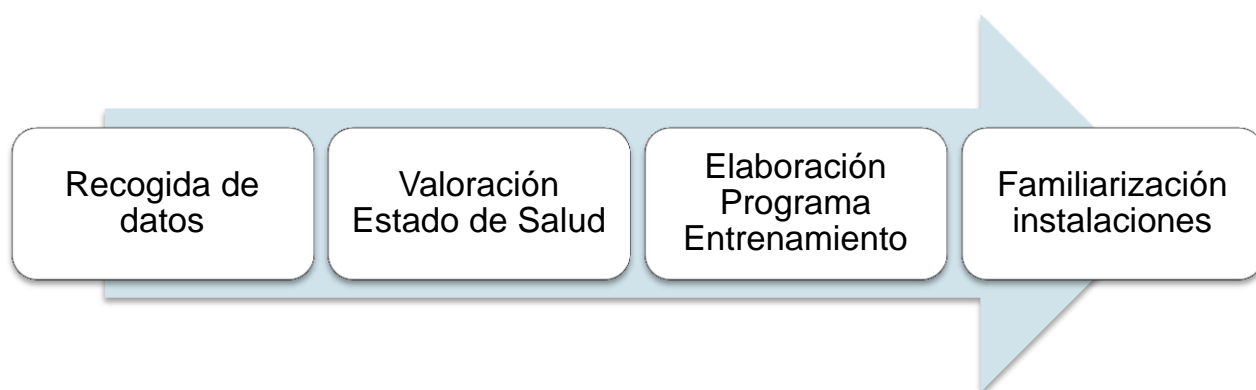 Recogida de
datos
Valoración
Estado de Salud
Elaboración
Programa
Entrenamiento
Familiarización
instalaciones